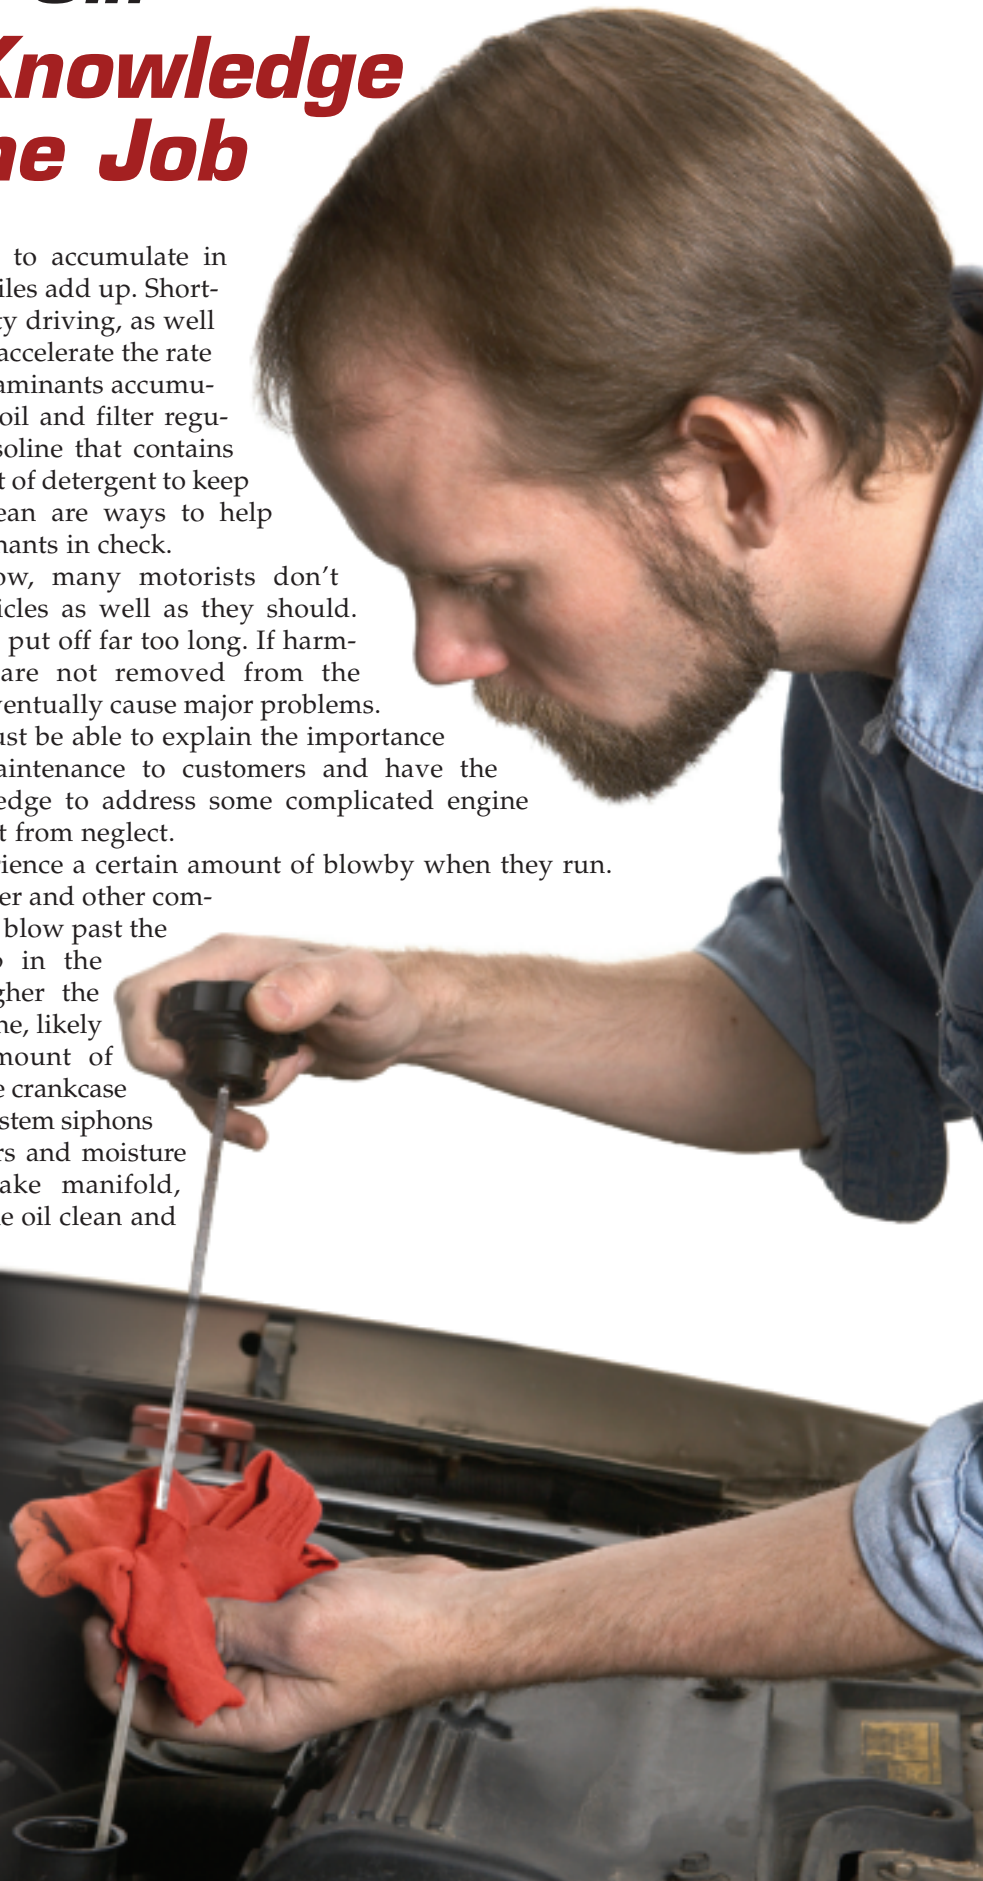 Knowledge
he Job
to accumulate in
iles add up. Short-
ty driving, as well
accelerate the rate
aminants accumu-
oil and filter regu-
soline that contains
t of detergent to keep
ean are ways to help
nants in check.
ow, many motorists don’t
icles as well as they should.
put off far too long. If harm-
are not removed from the
ventually cause major problems.
ust be able to explain the importance
aintenance to customers and have the
edge to address some complicated engine
t from neglect.
ience a certain amount of blowby when they run.
er and other com-
blow past the
in the
gher the
ne, likely
mount of
e crankcase
stem siphons
rs and moisture
ake manifold,
e oil clean and